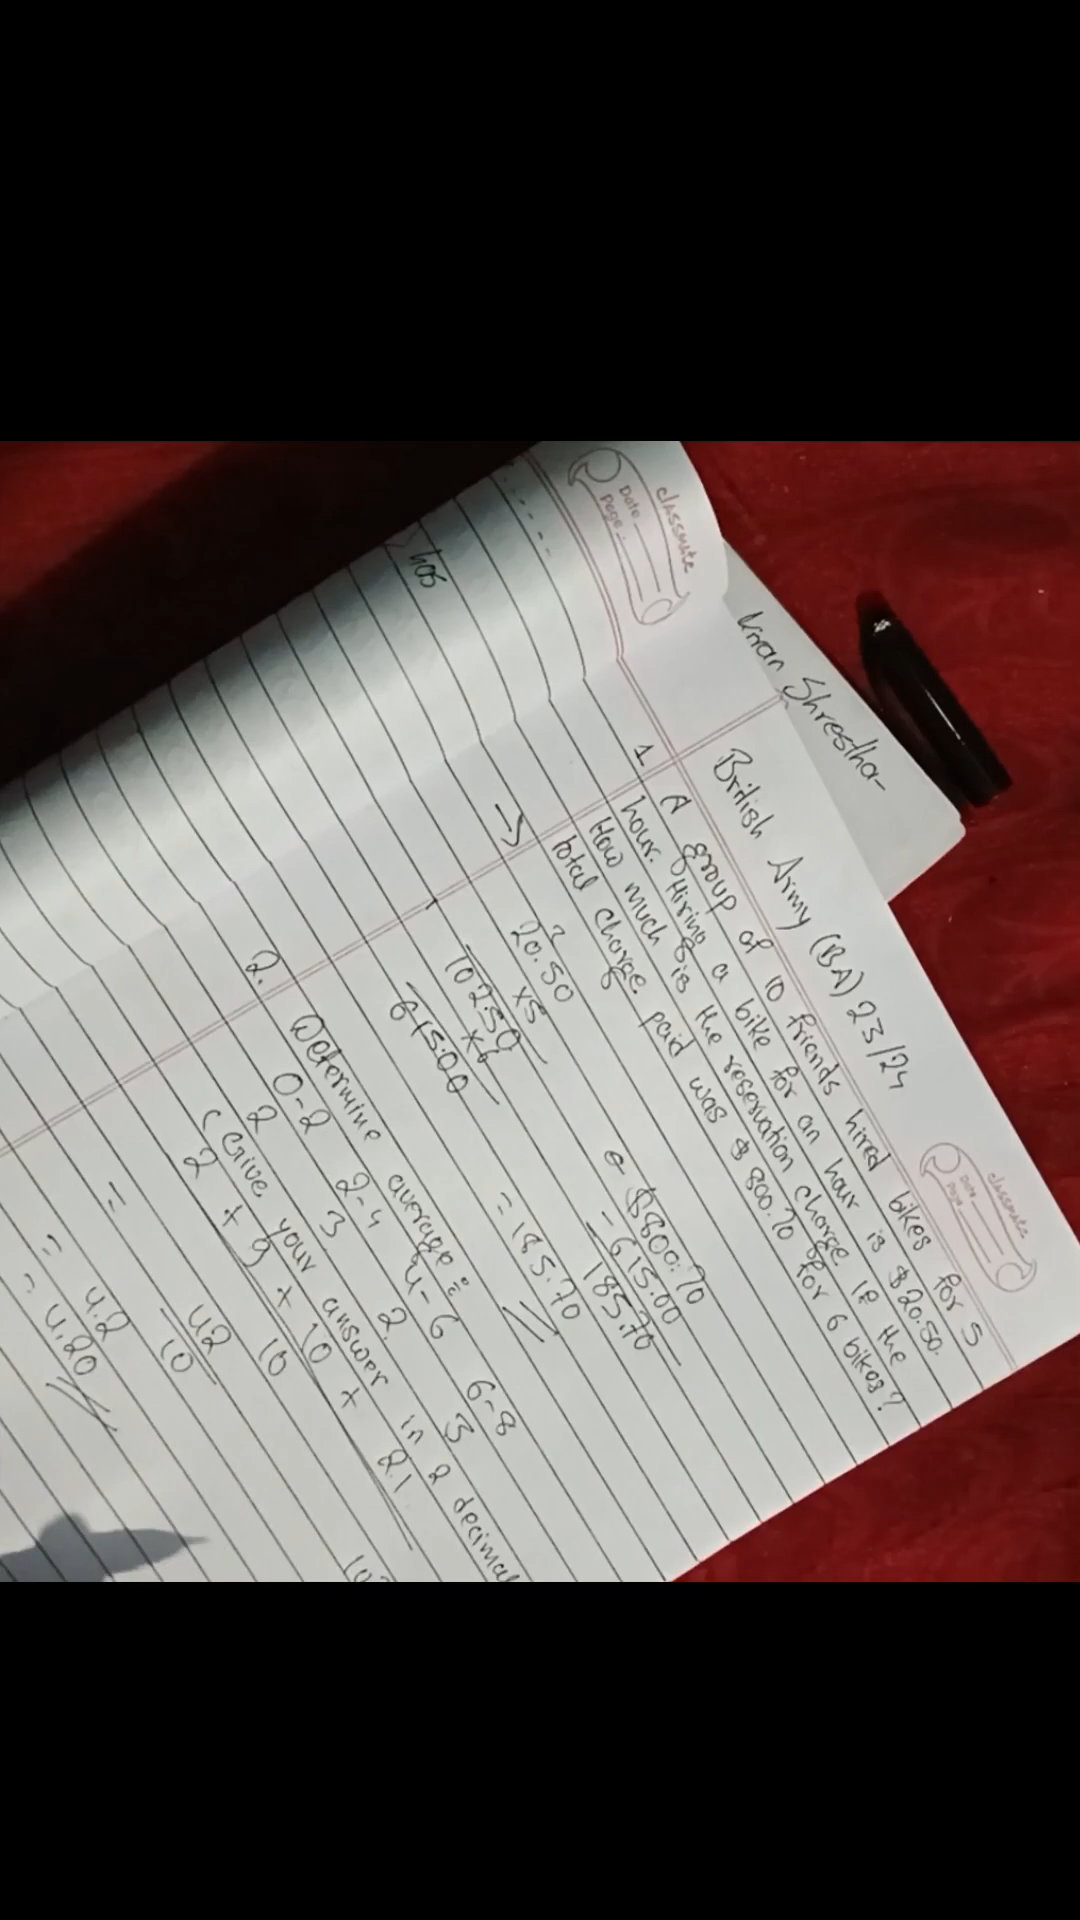 classmate
Date
Page
hos
Kiran Shrestha-
classmate
Date
Page
British Army (BA) 23/24
1. A group of 10 friends hired bikes for 5
hour. Hiring a bike for an hour is $20.50.
How much is the reservation charge. If the
total charge paid was $800.70 for 6 bikes?
→ 20.50
x5
102.50
x6
615.00
$800.70
- 615.00
185.70
= 185.70
2. Determine average :
0-2 2-4 4-6 6-8
2 3 2 3
(Give your answer in 2 decimal
2 + 9 + 10 + 21
10
= 42
10
= 4.2
= 4.20